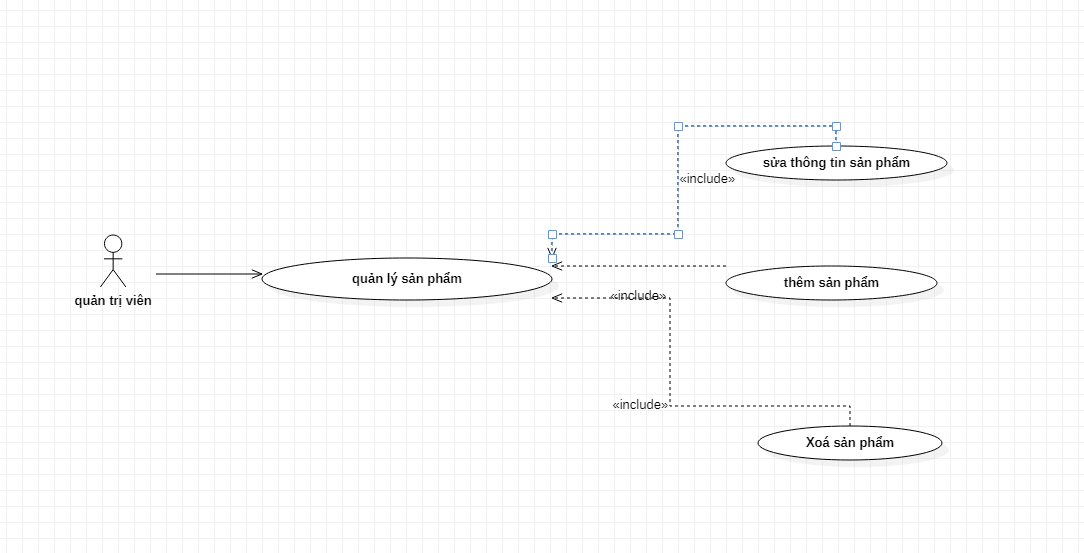 sửa thông tin sản phẩm
«include»
quản lý sản phẩm
thêm sản phẩm
quản trị viên
«include»
«include»
Xoá sản phẩm